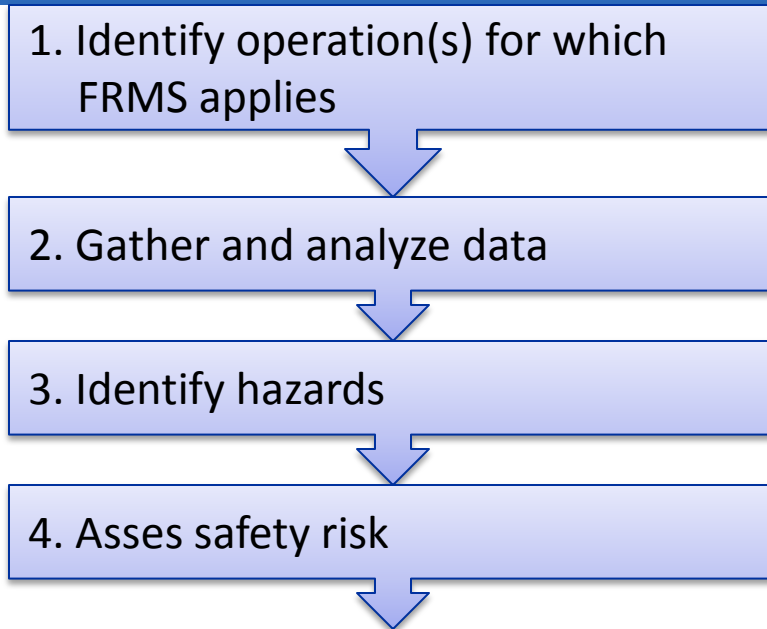 1. Identify operation(s) for which
FRMS applies
2. Gather and analyze data
3. Identify hazards
4. Asses safety risk